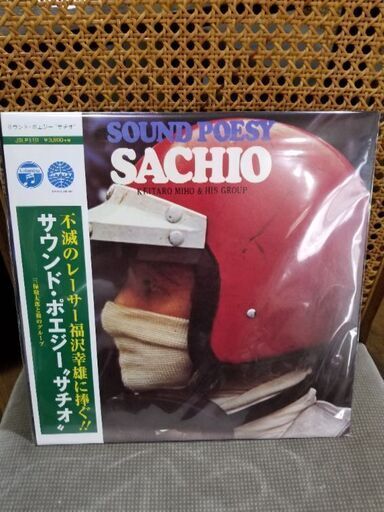 サウンド・ポエジー"サチオ"
JSLP110 ¥3,800+税
SOUND POESY
SACHIO
KEITARO MIHO & HIS GROUP
不滅のレーサー福沢幸雄に捧ぐ!!
サウンド・ポエジー"サチオ"
三保敬太郎と彼のグループ